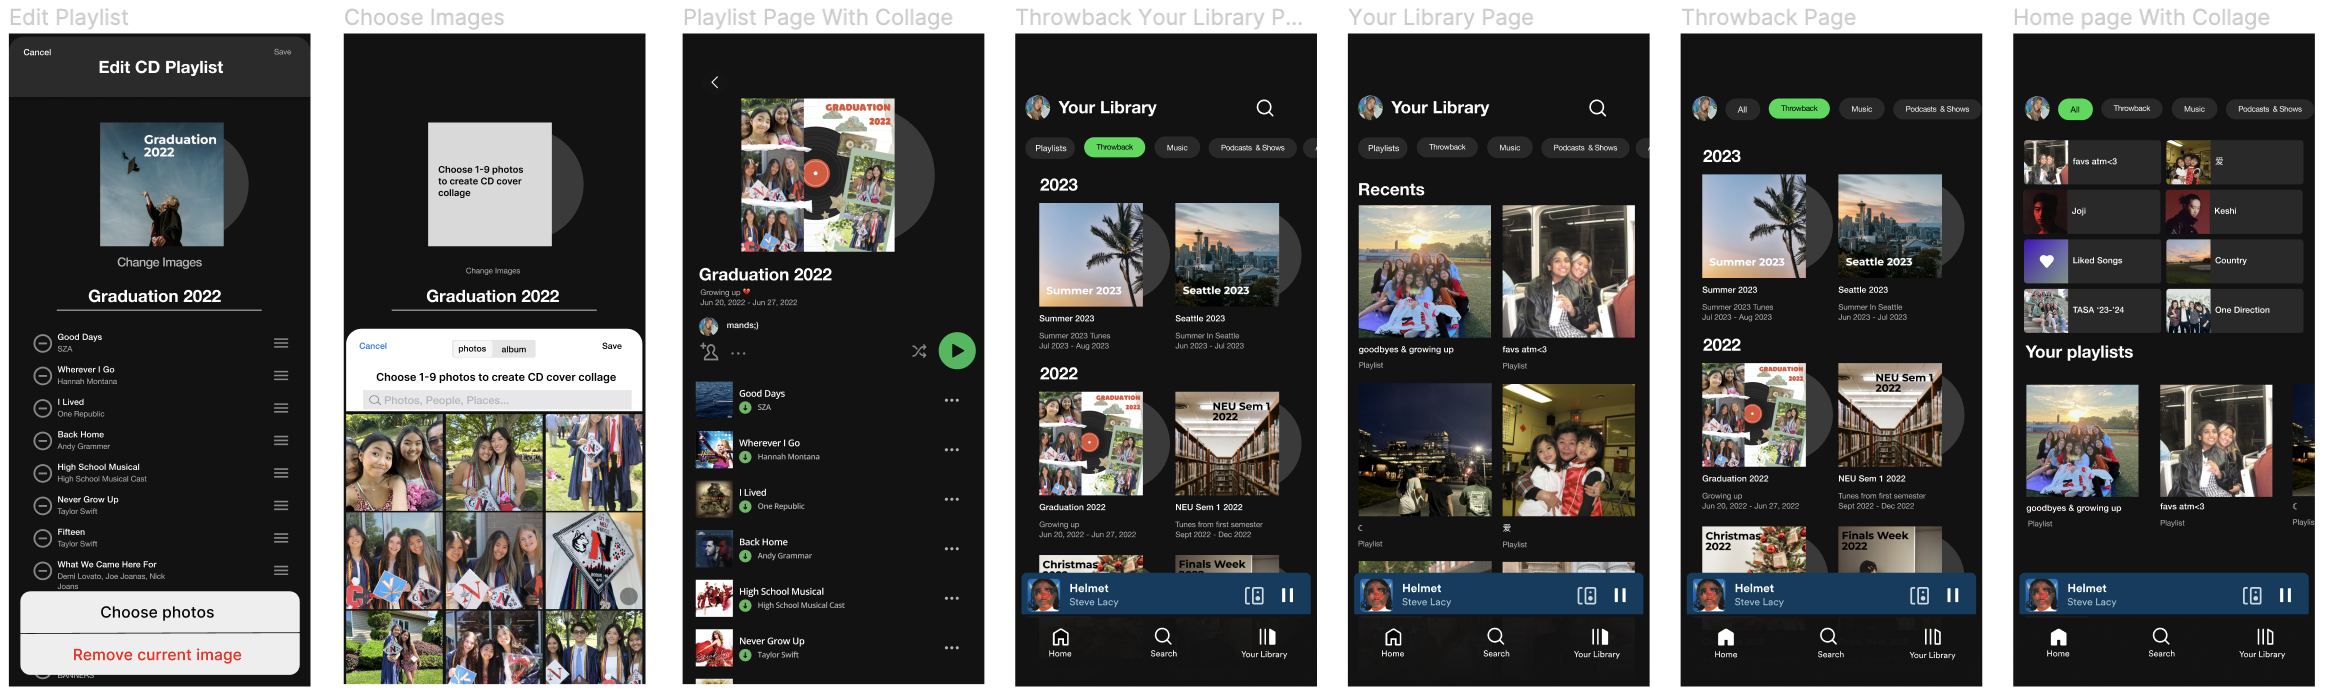 Edit Playlist
Cancel
Save
Edit CD Playlist
Graduation
2022
Change Images
Graduation 2022
Good Days
SZA
Wherever I Go
Hannah Montana
I Lived
One Republic
Back Home
Andy Grammer
High School Musical
High School Musical Cast
Never Grow Up
Taylor Swift
Fifteen
Taylor Swift
What We Came Here For
Demi Lovato, Joe Joanas, Nick
Joans
Choose photos
Remove current image
BANNERS
Choose Images
Choose 1-9 photos
to create CD cover
collage
Change Images
Graduation 2022
Cancel
photos
album
Save
Choose 1-9 photos to create CD cover collage
Photos, People, Places...
Playlist Page With Collage
GRADUATION
2022
Graduation 2022
Growing up 💔
Jun 20, 2022 - Jun 27, 2022
mands;)
Good Days
SZA
Wherever I Go
Hannah Montana
I Lived
One Republic
Back Home
Andy Grammar
High School Musical
High School Musical Cast
Never Grow Up
Taylor Swift
Throwback Your Library P...
Your Library
Playlists
Throwback
Music
Podcasts & Shows
2023
Summer 2023
Seattle 2023
Summer 2023
Seattle 2023
Summer 2023 Tunes
Summer In Seattle
Jul 2023 - Aug 2023
Jun 2023 - Jul 2023
2022
GRADUATION
2022
NEU Sem 1
2022
Graduation 2022
NEU Sem 1 2022
Growing up
Tunes from first semester
Jun 20, 2022 - Jun 27, 2022
Sept 2022 - Dec 2022
Christmas
2022
Finals Week
2022
Helmet
Steve Lacy
Home
Search
Your Library
Your Library Page
Your Library
Playlists
Throwback
Music
Podcasts & Shows
Recents
goodbyes & growing up
favs atm<3
Playlist
Playlist
☾
爱
Playlist
Playlist
Helmet
Steve Lacy
Home
Search
Your Library
Throwback Page
All
Throwback
Music
Podcasts & Shows
2023
Summer 2023
Seattle 2023
Summer 2023
Seattle 2023
Summer 2023 Tunes
Summer In Seattle
Jul 2023 - Aug 2023
Jun 2023 - Jul 2023
2022
GRADUATION
2022
NEU Sem 1
2022
Graduation 2022
NEU Sem 1 2022
Growing up
Tunes from first semester
Jun 20, 2022 - Jun 27, 2022
Sept 2022 - Dec 2022
Christmas
2022
Finals Week
2022
Helmet
Steve Lacy
Home
Search
Your Library
Home page With Collage
All
Throwback
Music
Podcasts & Shows
favs atm<3
爱
Joji
Keshi
Liked Songs
Country
TASA '23-'24
One Direction
Your playlists
goodbyes & growing up
favs atm<3
☾
Playlist
Playlist
Playlis
Helmet
Steve Lacy
Home
Search
Your Library